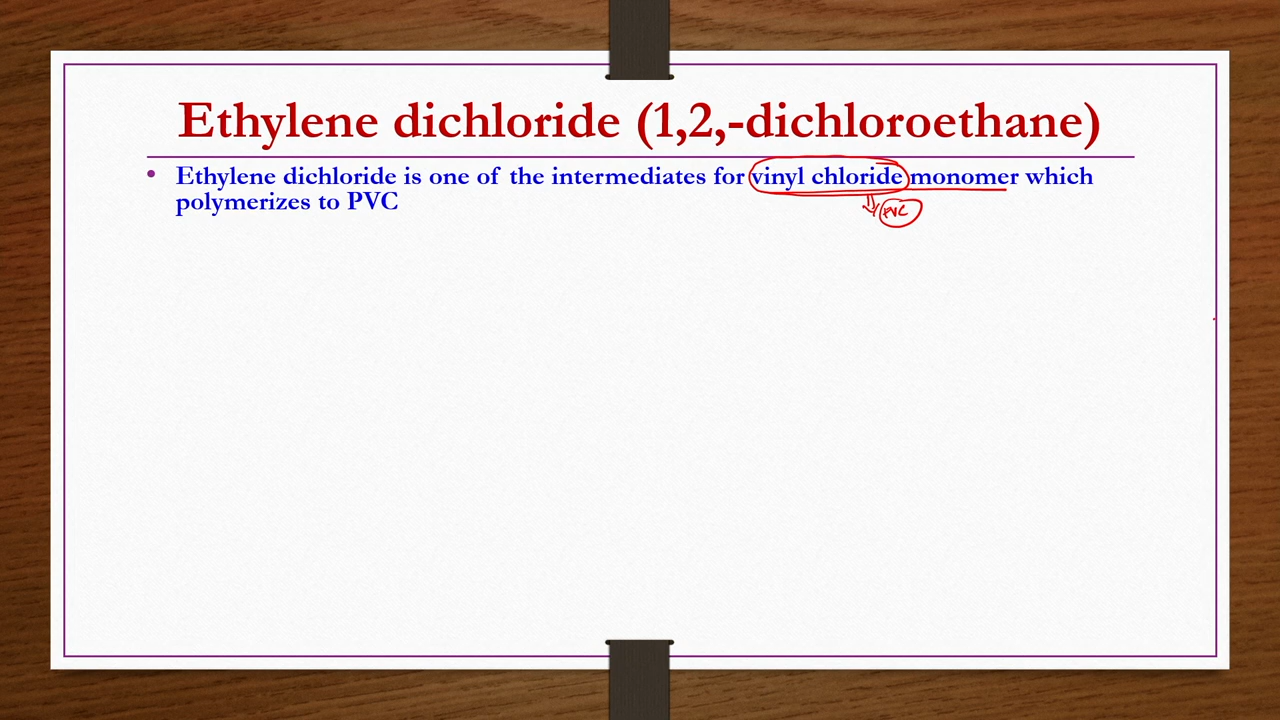 Ethylene dichloride (1,2,-dichloroethane)
• Ethylene dichloride is one of the intermediates for vinyl chloride monomer which
polymerizes to PVC
PVC